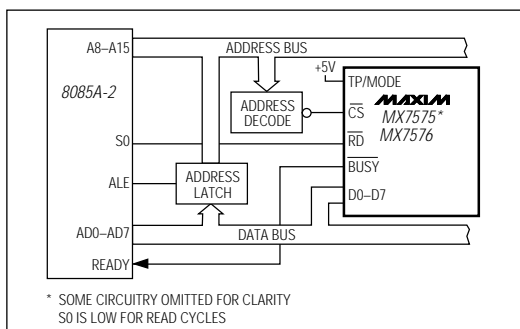 A8–A15
ADDRESS BUS
+5V
TP/MODE
8085A-2
MAXIM
ADDRESS
DECODE
CS
MX7575*
MX7576
S0
RD
BUSY
ALE
ADDRESS
LATCH
D0–D7
AD0–AD7
DATA BUS
READY
* SOME CIRCUITRY OMITTED FOR CLARITY
S0 IS LOW FOR READ CYCLES